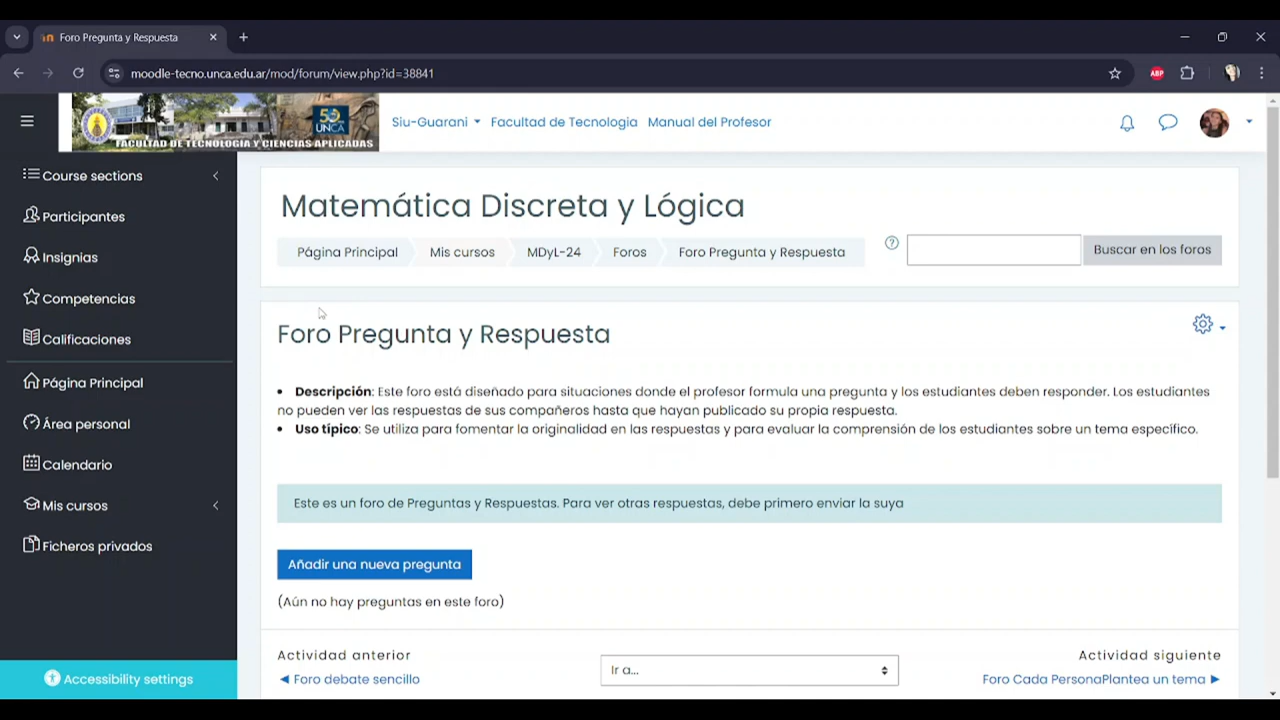 Foro Pregunta y Respuesta
moodle-tecno.unca.edu.ar/mod/forum/view.php?id=38841
ABP
50
UNCA
FACULTAD DE TECNOLOGIA Y CIENCIAS APLICADAS
Siu-Guarani Facultad de Tecnologia Manual del Profesor
Course sections
Participantes
Insignias
Competencias
Calificaciones
Página Principal
Área personal
Calendario
Mis cursos
Ficheros privados
Accessibility settings
Matemática Discreta y Lógica
Página Principal Mis cursos MDyL-24 Foros Foro Pregunta y Respuesta
Buscar en los foros
Foro Pregunta y Respuesta
• Descripción: Este foro está diseñado para situaciones donde el profesor formula una pregunta y los estudiantes deben responder. Los estudiantes
no pueden ver las respuestas de sus compañeros hasta que hayan publicado su propia respuesta.
• Uso típico: Se utiliza para fomentar la originalidad en las respuestas y para evaluar la comprensión de los estudiantes sobre un tema específico.
Este es un foro de Preguntas y Respuestas. Para ver otras respuestas, debe primero enviar la suya
Añadir una nueva pregunta
(Aún no hay preguntas en este foro)
Actividad anterior
◀ Foro debate sencillo
Ir a...
Actividad siguiente
Foro Cada PersonaPlantea un tema ▶